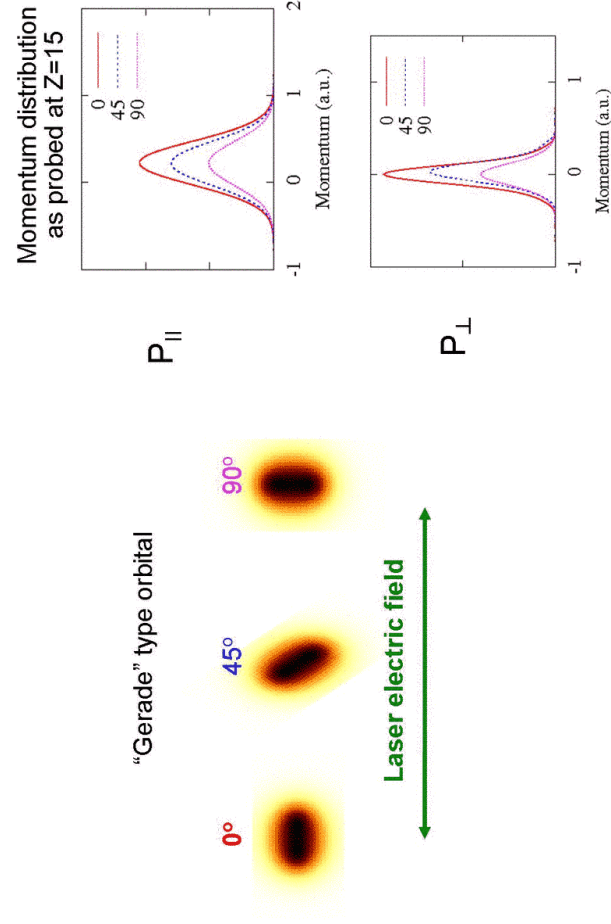 "Gerade" type orbital
0°
45°
90°
Laser electric field
Momentum distribution
as probed at Z=15
P||
0
45
90
-1
0
1
2
Momentum (a.u.)
P⊥
0
45
90
-1
0
1
Momentum (a.u.)